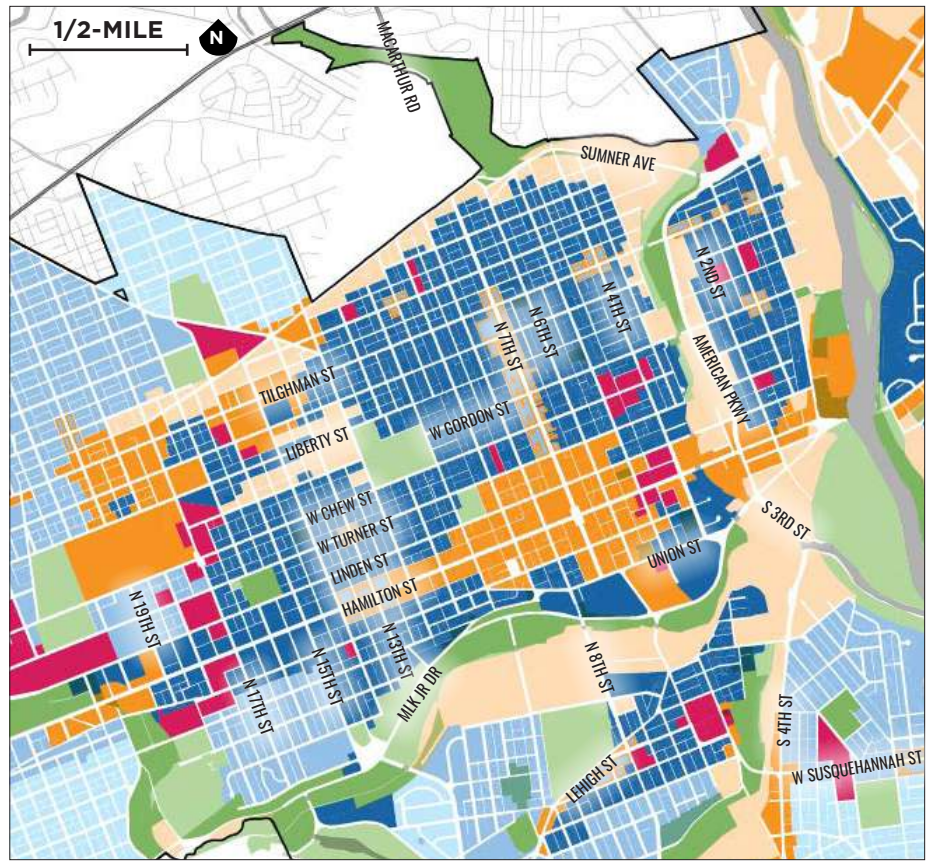 1/2-MILE
N
MACARTHUR RD
SUMNER AVE
N 2ND ST
N 4TH ST
N 6TH ST
N 7TH ST
AMERICAN PKWY
TILGHMAN ST
W GORDON ST
LIBERTY ST
W CHEW ST
W TURNER ST
LINDEN ST
HAMILTON ST
S 3RD ST
UNION ST
N 19TH ST
N 17TH ST
N 15TH ST
N 13TH ST
MLK JR DR
N 8TH ST
S 4TH ST
LEHIGH ST
W SUSQUEHANNAH ST